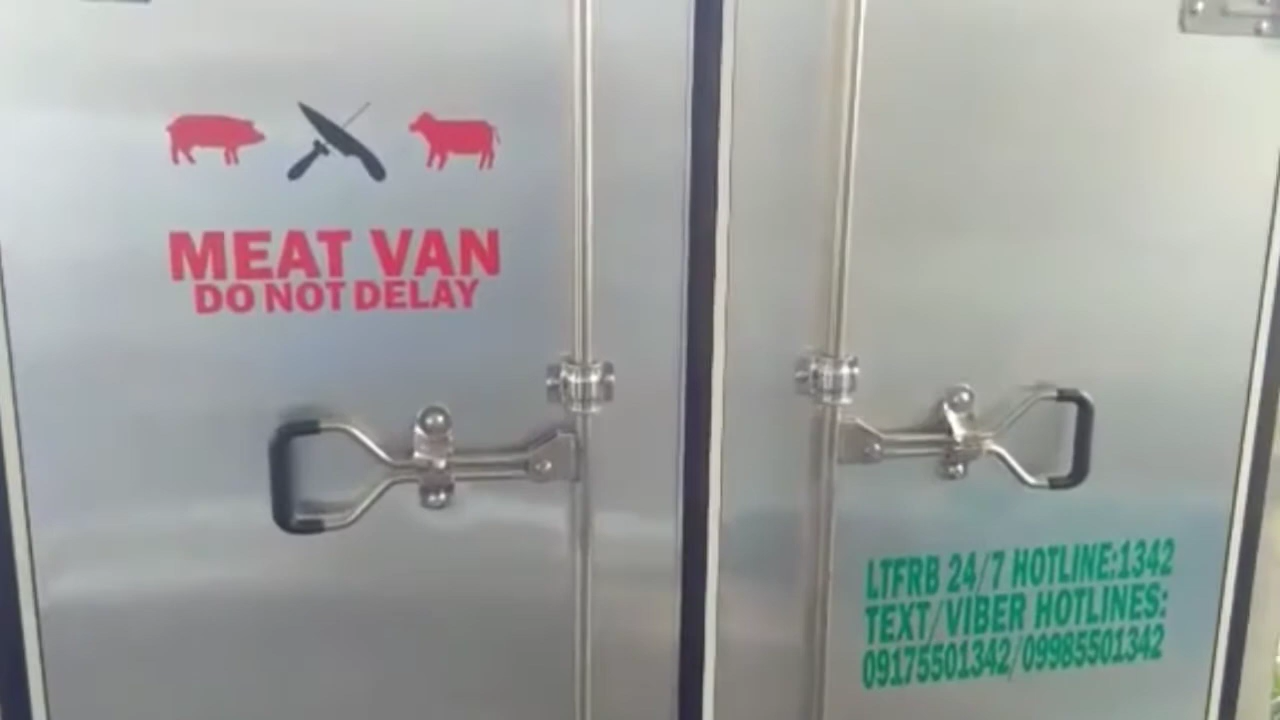 MEAT VAN
DO NOT DELAY
LTFRB 24/7 HOTLINE:1342
TEXT/VIBER HOTLINES:
09175501342/09985501342